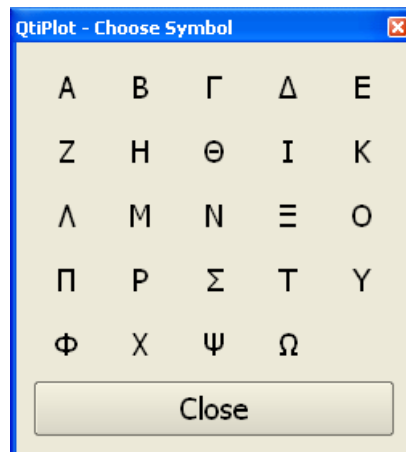 QtiPlot - Choose Symbol
Α Β Γ Δ Ε
Ζ Η Θ Ι Κ
Λ Μ Ν Ξ Ο
Π Ρ Σ Τ Υ
Φ Χ Ψ Ω
Close